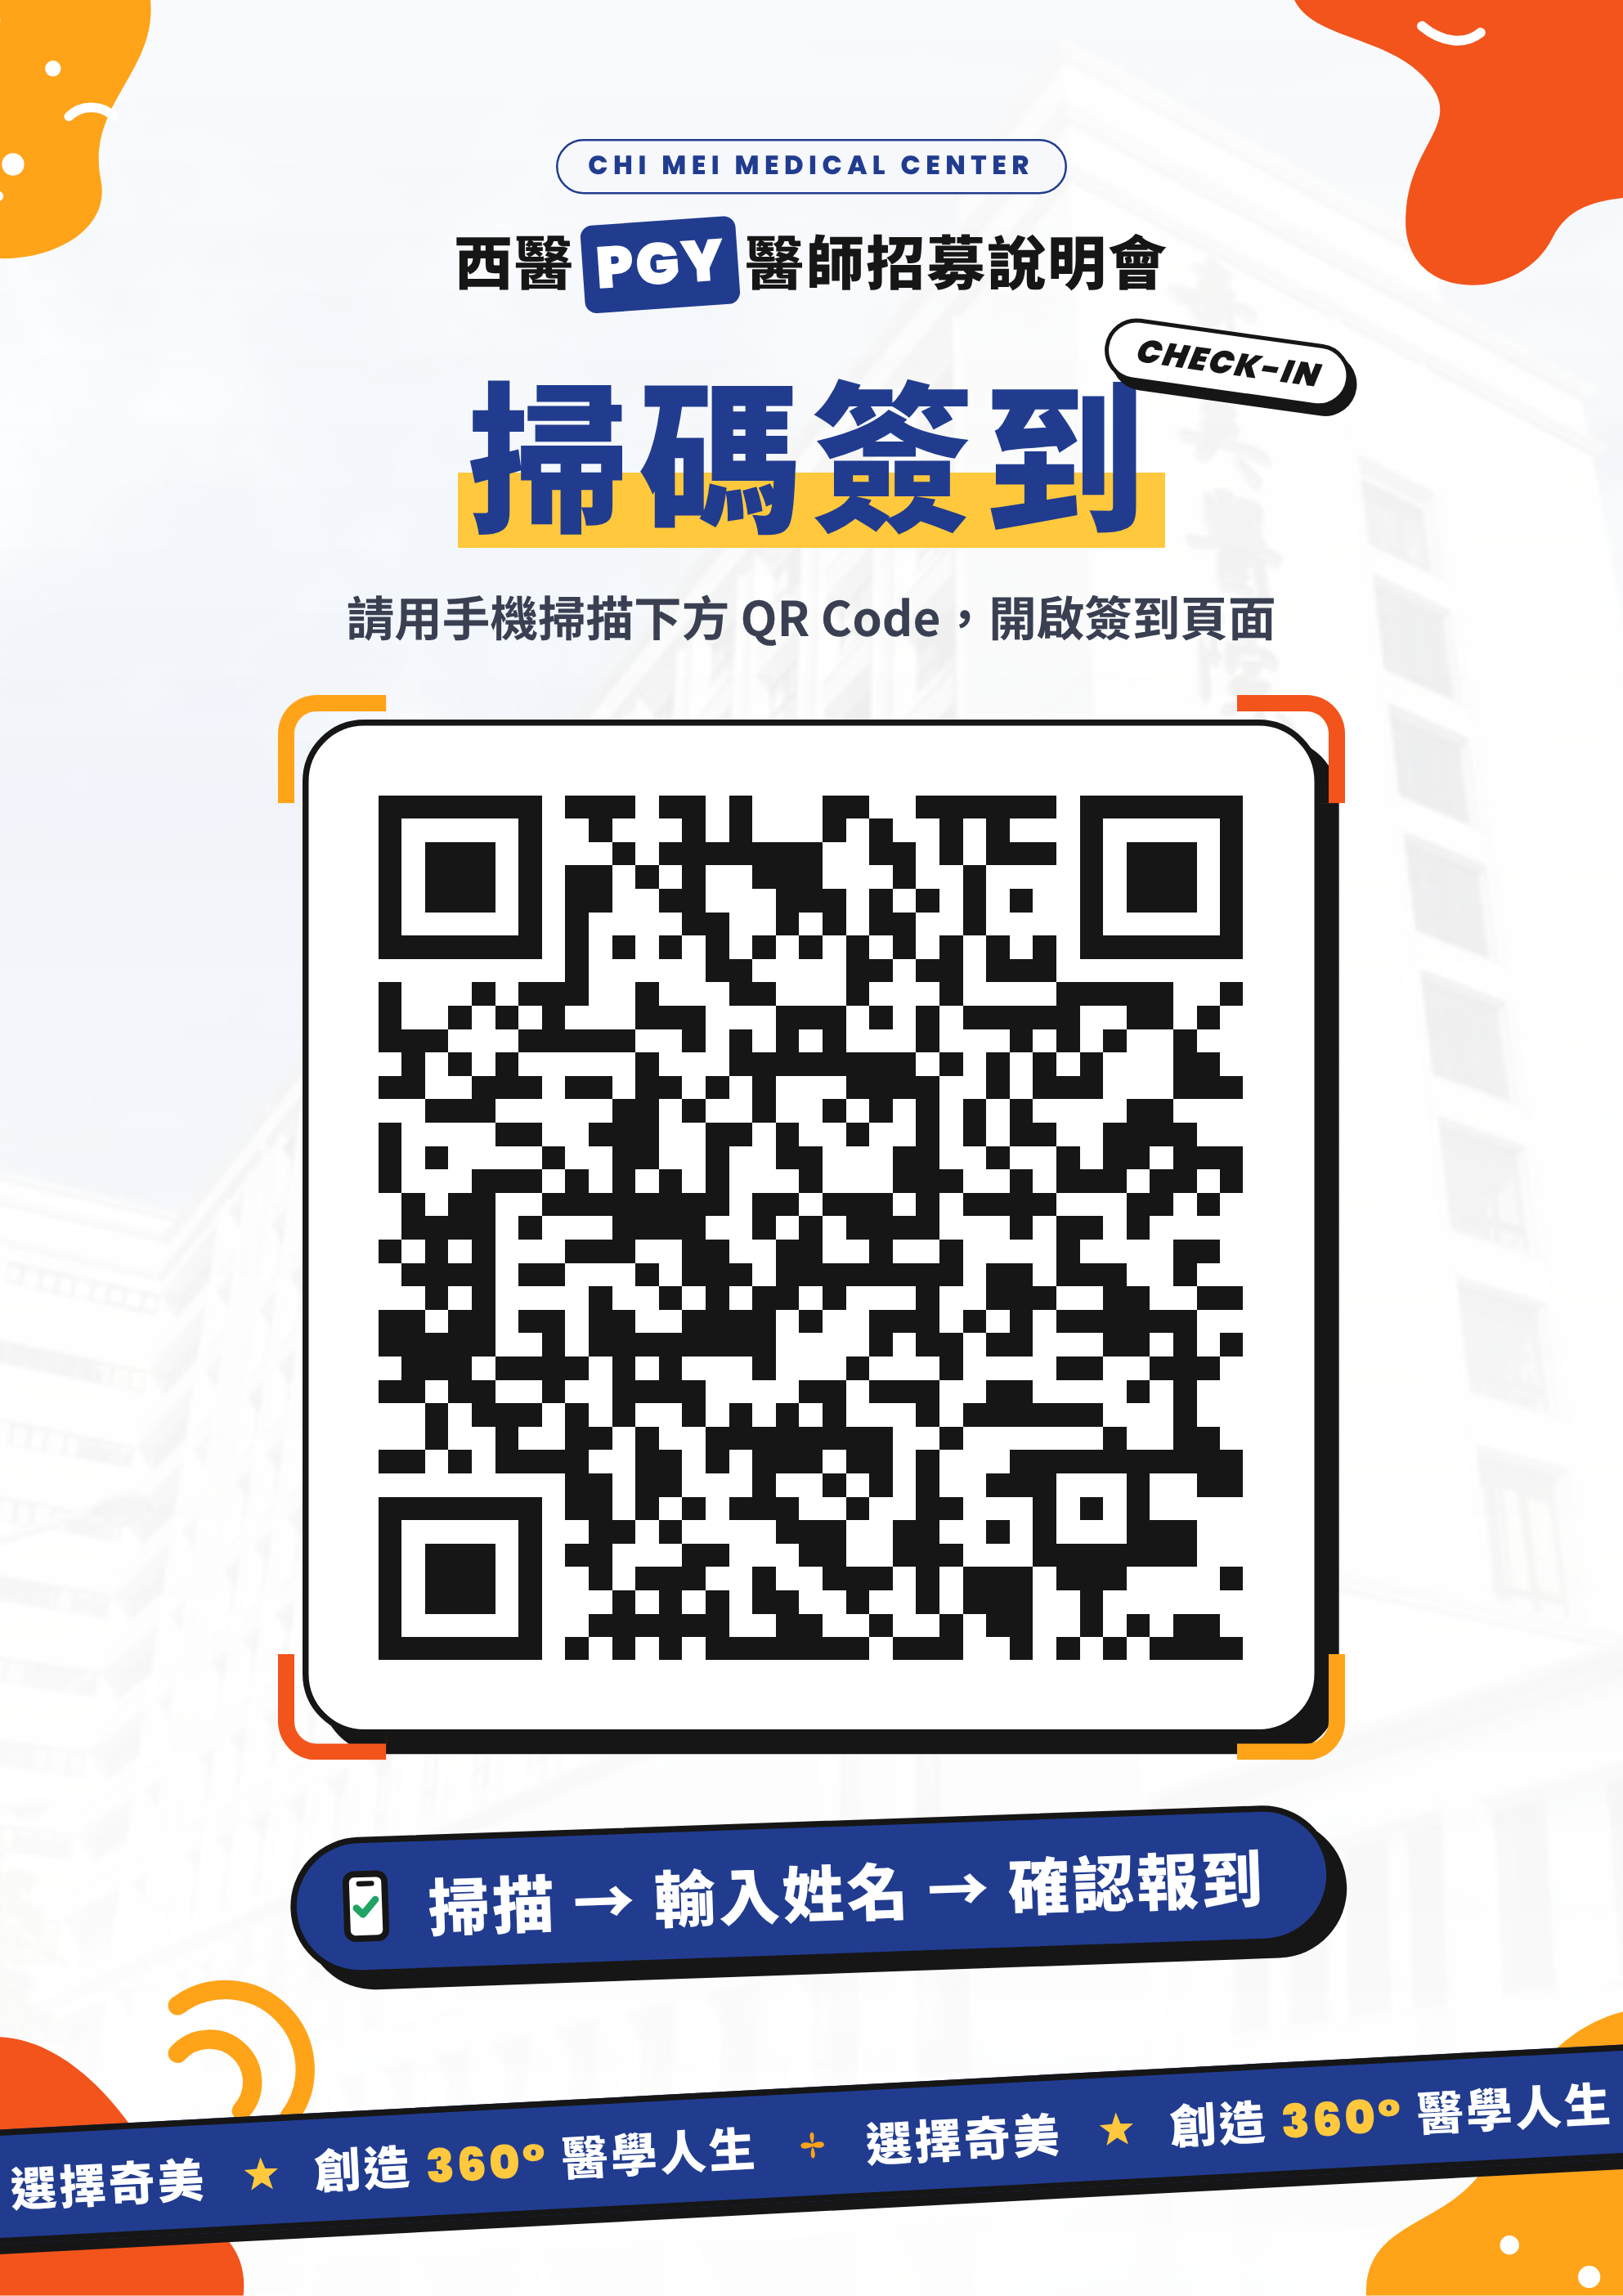 CHI MEI MEDICAL CENTER
西醫 PGY 醫師招募說明會
CHECK-IN
掃碼簽到
請用手機掃描下方 QR Code，開啟簽到頁面
掃描 → 輸入姓名 → 確認報到
選擇奇美 ★ 創造 360° 醫學人生 選擇奇美 ★ 創造 360° 醫學人生